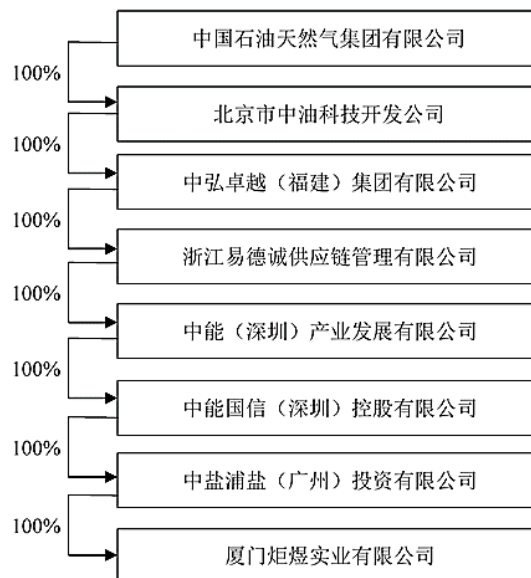 中国石油天然气集团有限公司
100%
北京市中油科技开发公司
100%
中弘卓越（福建）集团有限公司
100%
浙江易德诚供应链管理有限公司
100%
中能（深圳）产业发展有限公司
100%
中能国信（深圳）控股有限公司
100%
中盐浦盐（广州）投资有限公司
100%
厦门炬煜实业有限公司